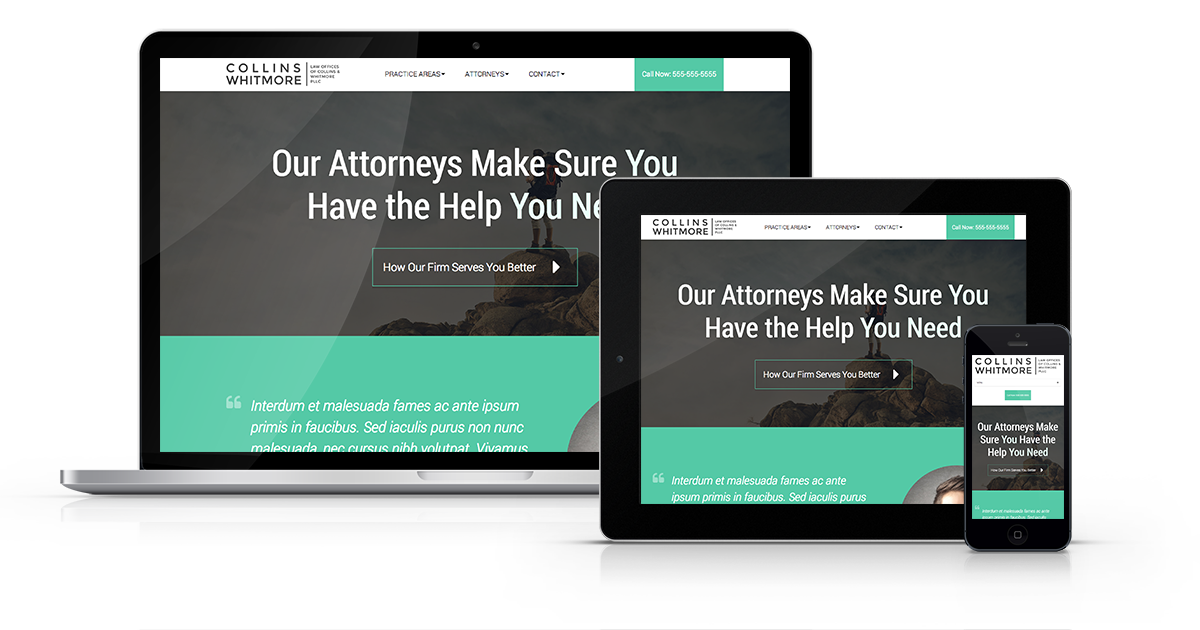 COLLINS
WHITMORE
LAW OFFICES
OF COLLINS &
WHITMORE
PLLC
PRACTICE AREAS
ATTORNEYS
CONTACT
Call Now: 555-555-5555
Our Attorneys Make Sure You
Have the Help You Ne
How Our Firm Serves You Better
Interdum et malesuada fames ac ante ipsum
primis in faucibus. Sed iaculis purus non nunc
malesuada, nec cursus nibh volutpat. Vivamus
COLLINS
WHITMORE
LAW OFFICES
OF COLLINS &
WHITMORE
PLLC
PRACTICE AREAS
ATTORNEYS
CONTACT
Call Now: 555-555-5555
Our Attorneys Make Sure You
Have the Help You Need
How Our Firm Serves You Better
Interdum et malesuada fames ac ante
ipsum primis in faucibus. Sed iaculis purus
COLLINS
WHITMORE
LAW OFFICES
OF COLLINS &
WHITMORE
PLLC
Our Attorneys Make
Sure You Have the
Help You Need
How Our Firm Serves You Better
Interdum et malesuada fames ac ante
ipsum primis in faucibus. Sed iaculis